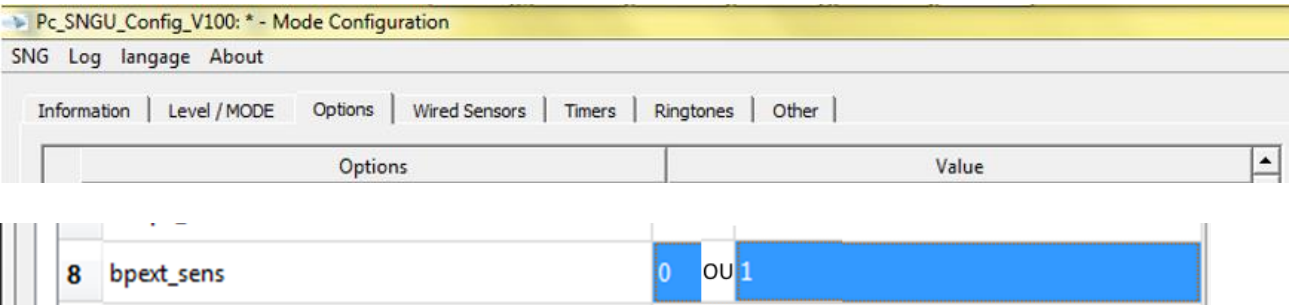 Pc_SNGU_Config_V100: * - Mode Configuration
SNG Log langage About
Information Level / MODE Options Wired Sensors Timers Ringtones Other
Options Value
8 bpext_sens 0 OU 1